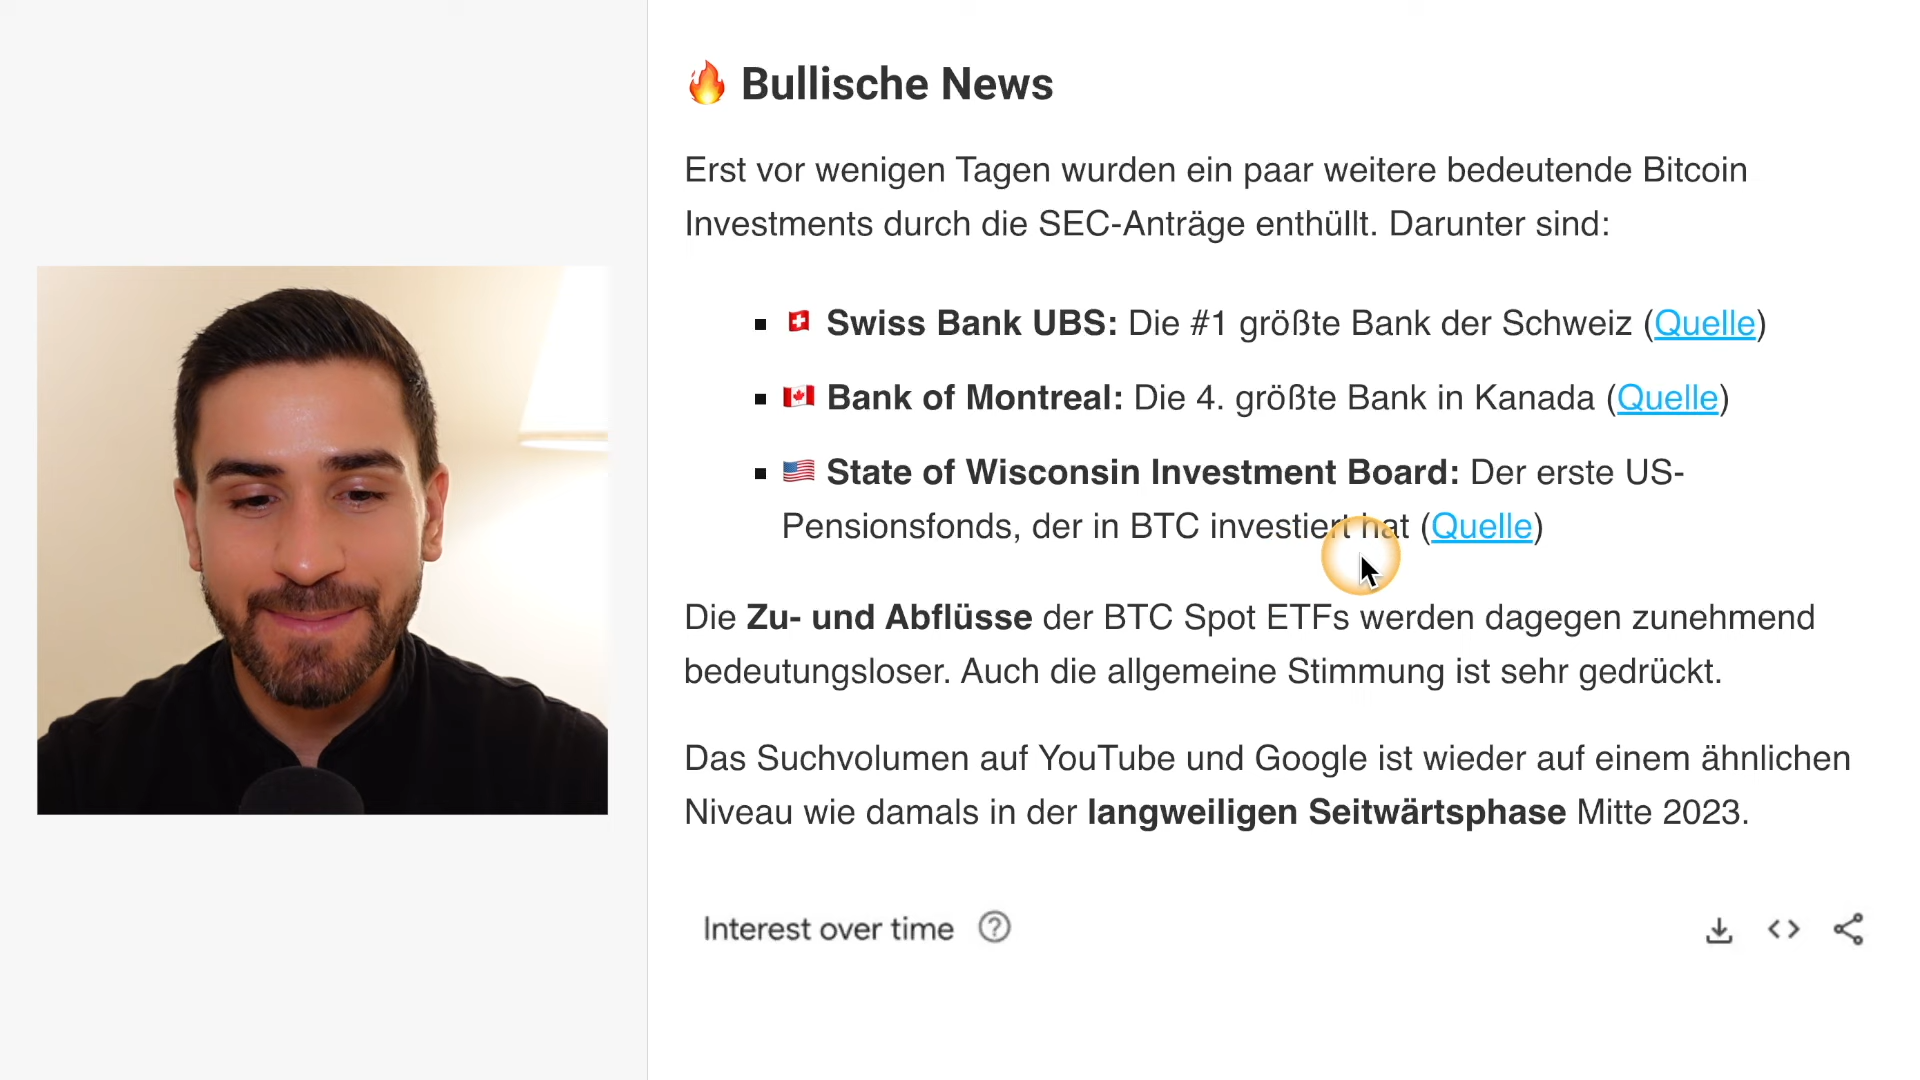 🔥 Bullische News
Erst vor wenigen Tagen wurden ein paar weitere bedeutende Bitcoin
Investments durch die SEC-Anträge enthüllt. Darunter sind:
▪ 🇨🇭 Swiss Bank UBS: Die #1 größte Bank der Schweiz (Quelle)
▪ 🇨🇦 Bank of Montreal: Die 4. größte Bank in Kanada (Quelle)
▪ 🇺🇸 State of Wisconsin Investment Board: Der erste US-
Pensionsfonds, der in BTC investiert hat (Quelle)
Die Zu- und Abflüsse der BTC Spot ETFs werden dagegen zunehmend
bedeutungsloser. Auch die allgemeine Stimmung ist sehr gedrückt.
Das Suchvolumen auf YouTube und Google ist wieder auf einem ähnlichen
Niveau wie damals in der langweiligen Seitwärtsphase Mitte 2023.
Interest over time